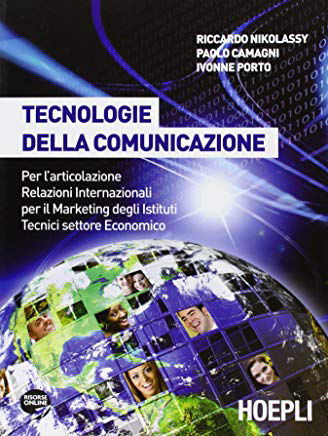 RICCARDO NIKOLASSY
PAOLO CAMAGNI
IVONNE PORTO
TECNOLOGIE
DELLA COMUNICAZIONE
Per l'articolazione
Relazioni Internazionali
per il Marketing degli Istituti
Tecnici settore Economico
RISORSE
ONLINE
HOEPLI